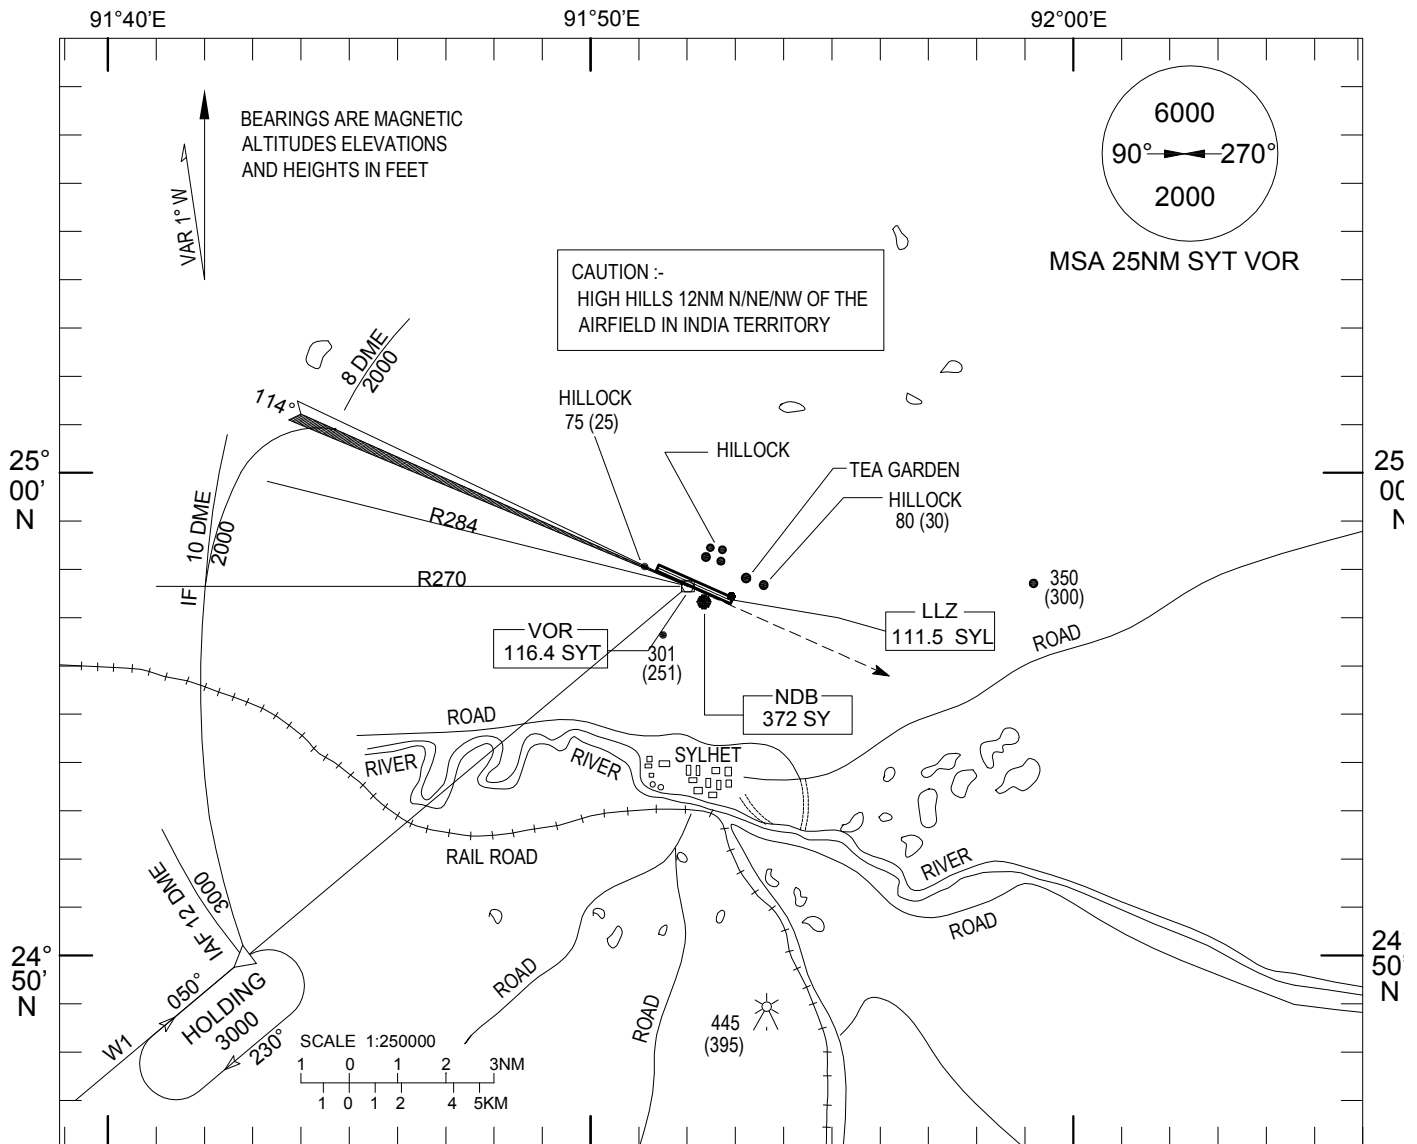 91°40'E
91°50'E
92°00'E
BEARINGS ARE MAGNETIC
ALTITUDES ELEVATIONS
AND HEIGHTS IN FEET
VAR 1° W
6000
90° 270°
2000
MSA 25NM SYT VOR
CAUTION :-
HIGH HILLS 12NM N/NE/NW OF THE
AIRFIELD IN INDIA TERRITORY
8 DME
2000
114°
HILLOCK
75 (25)
HILLOCK
TEA GARDEN
HILLOCK
80 (30)
25°
00'
N
25
00
N
10 DME
2000
IF
R284
R270
350
(300)
LLZ
111.5 SYL
VOR
116.4 SYT
301
(251)
ROAD
NDB
372 SY
ROAD
RIVER
RIVER
SYLHET
RAIL ROAD
RIVER
ROAD
IAF 12 DME
3000
24°
50'
N
24°
50'
N
050°
HOLDING
3000
230°
W1
ROAD
ROAD
445
(395)
SCALE 1:250000
1 0 1 2 3NM
1 0 1 2 4 5KM